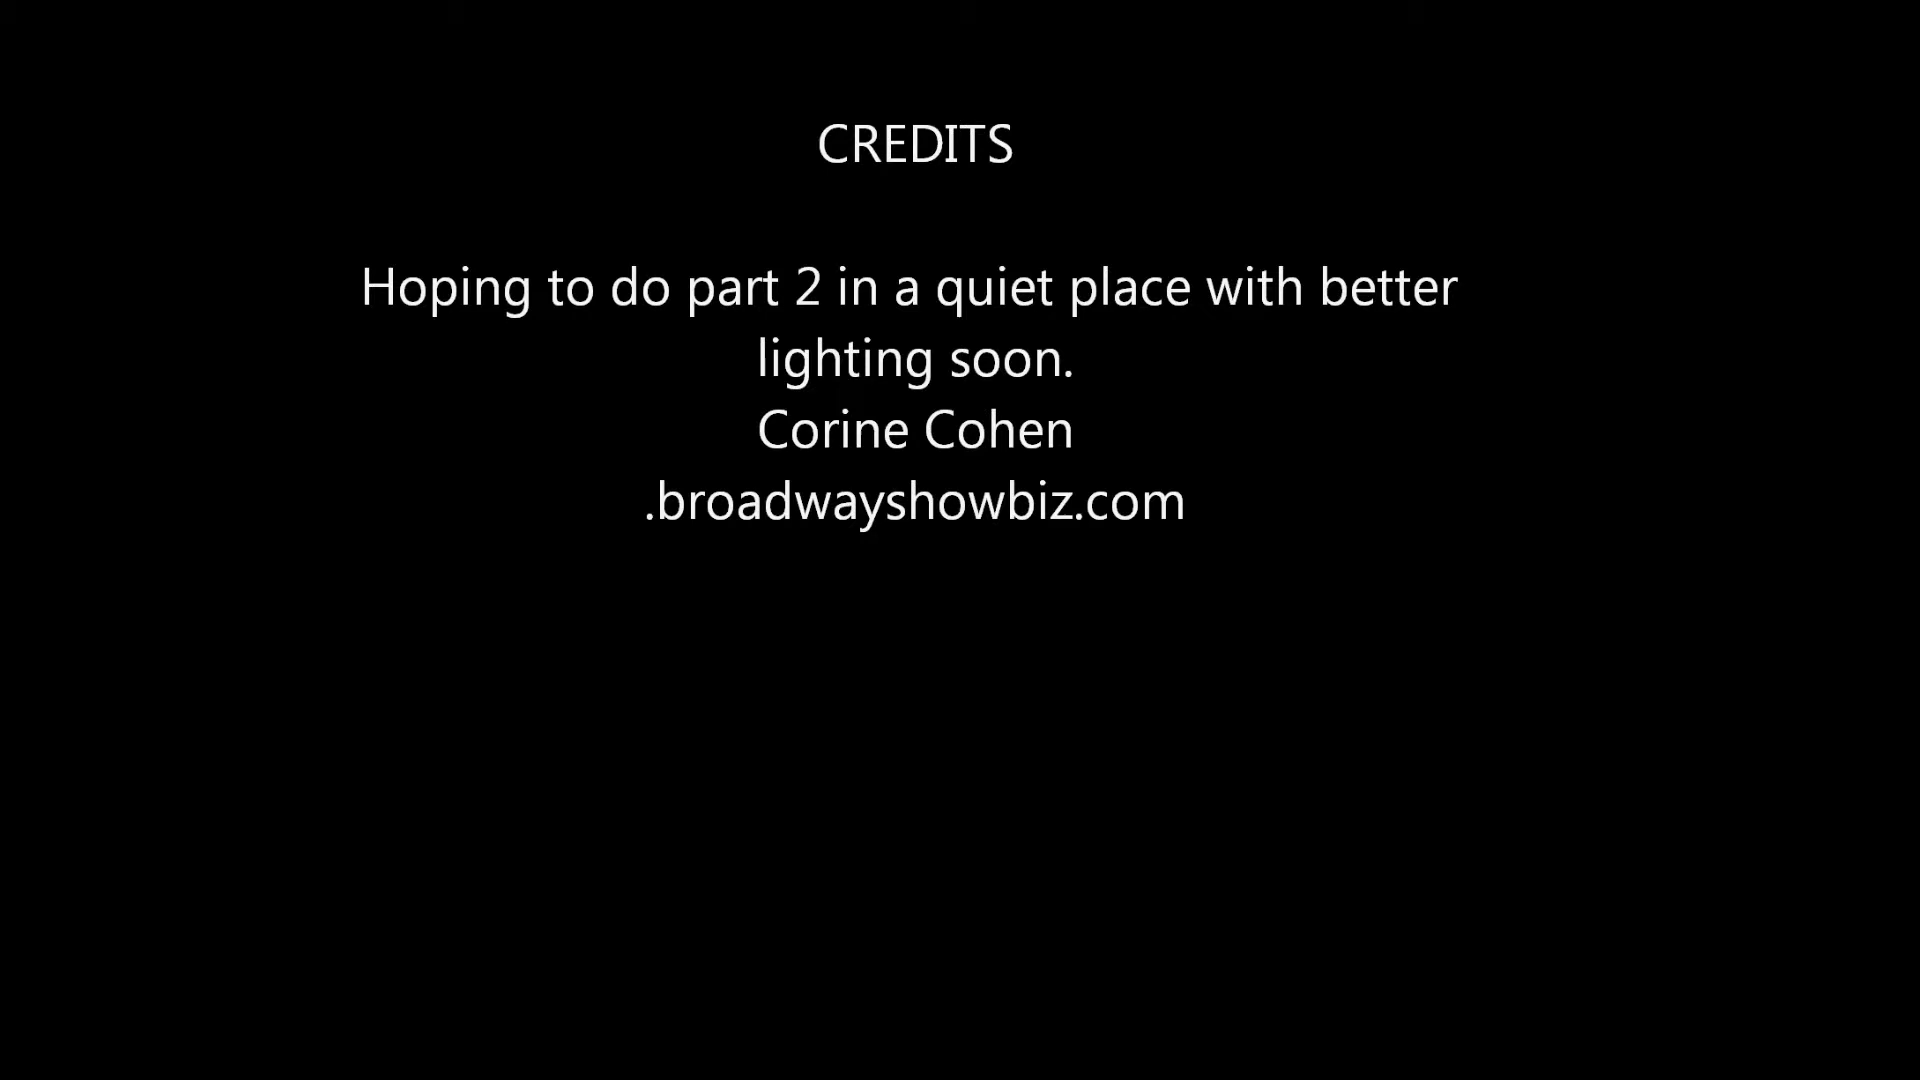 CREDITS
Hoping to do part 2 in a quiet place with better
lighting soon.
Corine Cohen
.broadwayshowbiz.com